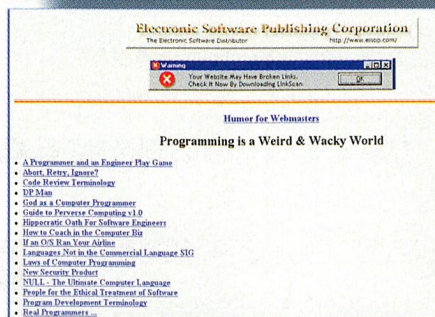 Electronic Software Publishing Corporation
The Electronic Software Distributor http://www.elsop.com/
Warning
Your Website May Have Broken Links.
Check It Now By Downloading LinkScan.
OK
Humor for Webmasters
Programming is a Weird & Wacky World
A Programmer and an Engineer Play Game
Abort, Retry, Ignore?
Code Review Terminology
DP Man
God as a Computer Programmer
Guide to Perverse Computing v1.0
Hippocratic Oath For Software Engineers
How to Coach in the Computer Biz
If an O/S Ran Your Airline
Languages Not in the Commercial Language SIG
Laws of Computer Programming
New Security Product
NULL - The Ultimate Computer Language
People for the Ethical Treatment of Software
Program Development Terminology
Real Programmers ...